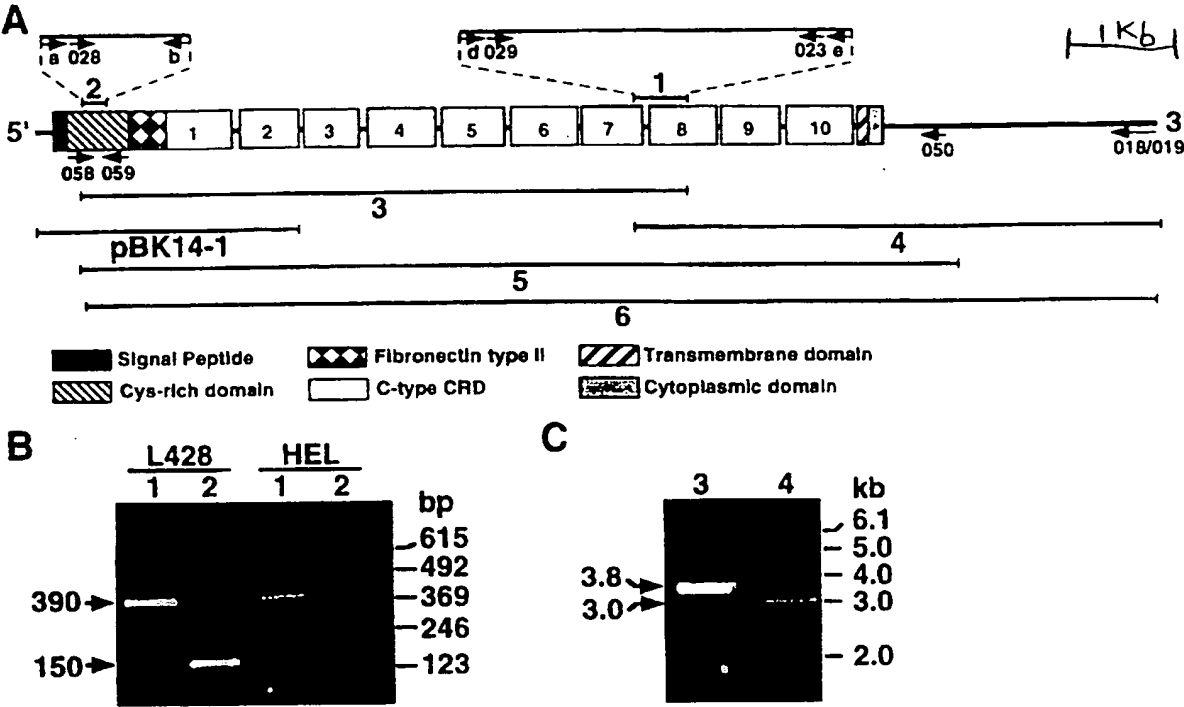 A
1 Kb
a 028 b
d 029 023 e
2
1
5' 1 2 3 4 5 6 7 8 9 10 3
058 059
050
018/019
3
pBK14-1
4
5
6
Signal Peptide
Fibronectin type II
Transmembrane domain
Cys-rich domain
C-type CRD
Cytoplasmic domain
B
L428 HEL
1 2 1 2
bp
615
492
390
369
246
150
123
C
3 4
kb
6.1
5.0
3.8
4.0
3.0
3.0
2.0